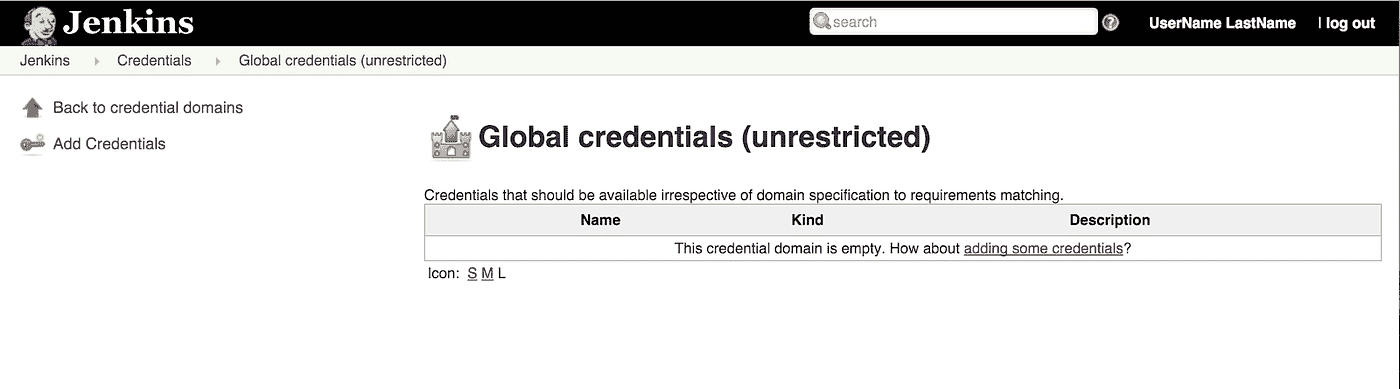 Jenkins search ? UserName LastName | log out
Jenkins Credentials Global credentials (unrestricted)
Back to credential domains
Add Credentials
Global credentials (unrestricted)
Credentials that should be available irrespective of domain specification to requirements matching.
Name Kind Description
This credential domain is empty. How about adding some credentials?
Icon: S M L